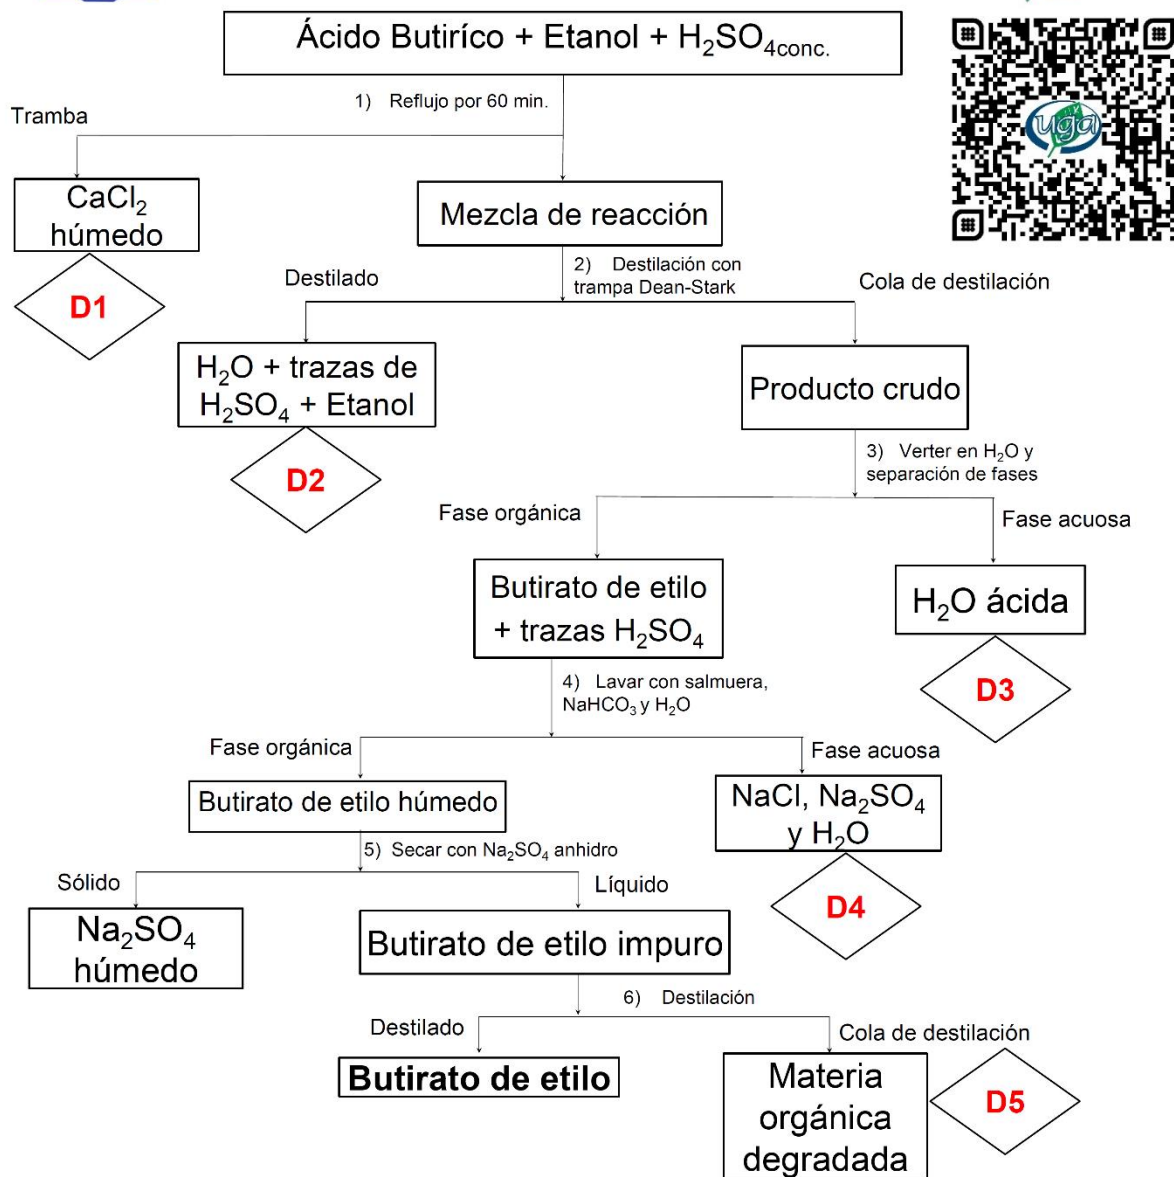 Ácido Butiríco + Etanol + H₂SO₄conc.
1) Reflujo por 60 min.
Tramba
CaCl₂
húmedo
D1
Mezcla de reacción
uga
2) Destilación con
trampa Dean-Stark
Destilado
Cola de destilación
H₂O + trazas de
H₂SO₄ + Etanol
D2
Producto crudo
3) Verter en H₂O y
separación de fases
Fase orgánica
Fase acuosa
Butirato de etilo
+ trazas H₂SO₄
H₂O ácida
D3
4) Lavar con salmuera,
NaHCO₃ y H₂O
Fase orgánica
Fase acuosa
Butirato de etilo húmedo
NaCl, Na₂SO₄
y H₂O
D4
5) Secar con Na₂SO₄ anhidro
Sólido
Líquido
Na₂SO₄
húmedo
Butirato de etilo impuro
6) Destilación
Destilado
Cola de destilación
Butirato de etilo
Materia
orgánica
degradada
D5